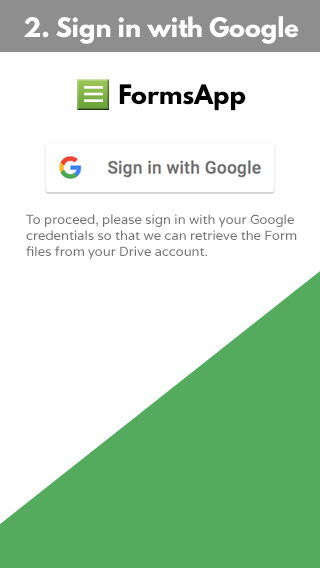 2. Sign in with Google
FormsApp
Sign in with Google
To proceed, please sign in with your Google
credentials so that we can retrieve the Form
files from your Drive account.